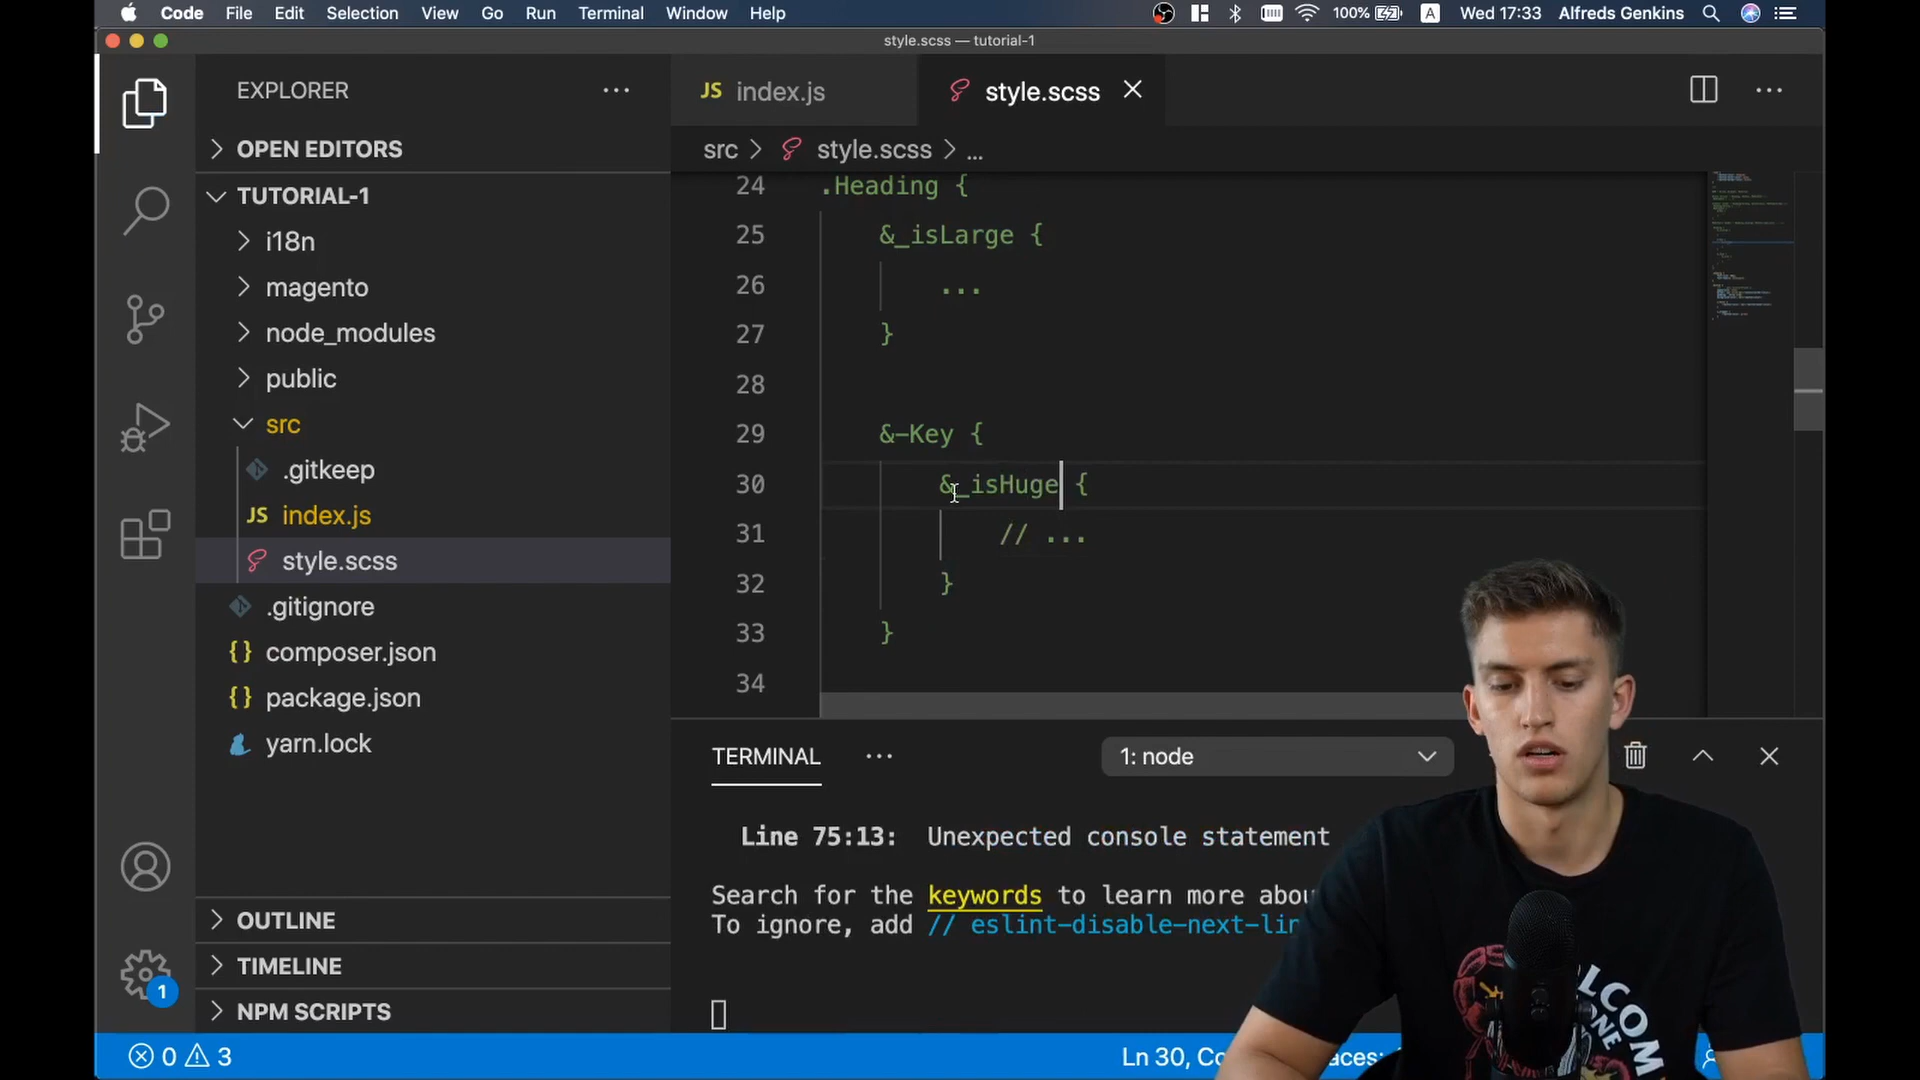 Code File Edit Selection View Go Run Terminal Window Help 100% A Wed 17:33 Alfreds Genkins
style.scss — tutorial-1
EXPLORER ...
JS index.js style.scss
OPEN EDITORS
src > style.scss > ...
TUTORIAL-1
i18n
magento
node_modules
public
src
.gitkeep
JS index.js
style.scss
.gitignore
{} composer.json
{} package.json
yarn.lock
OUTLINE
TIMELINE
NPM SCRIPTS
1
24 .Heading {
25 &_isLarge {
26 ...
27 }
28
29 &-Key {
30 &_isHuge {
31 // ...
32 }
33 }
34
TERMINAL ... 1: node
Line 75:13: Unexpected console statement
Search for the keywords to learn more abou
To ignore, add // eslint-disable-next-lin
0 3 Ln 30, Co aces:
LCOM
ONE